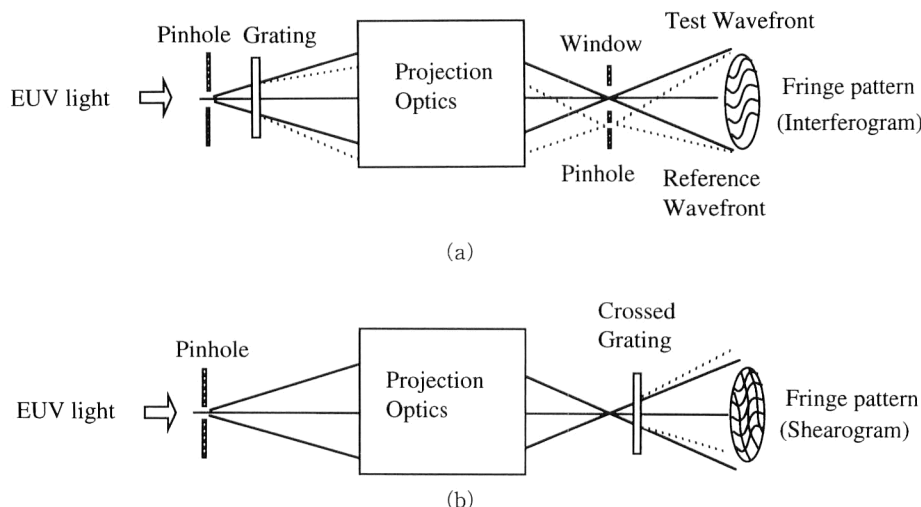 Pinhole Grating
EUV light
Projection
Optics
Window
Pinhole
Test Wavefront
Fringe pattern
(Interferogram)
Reference
Wavefront
(a)
Pinhole
EUV light
Projection
Optics
Crossed
Grating
Fringe pattern
(Shearogram)
(b)